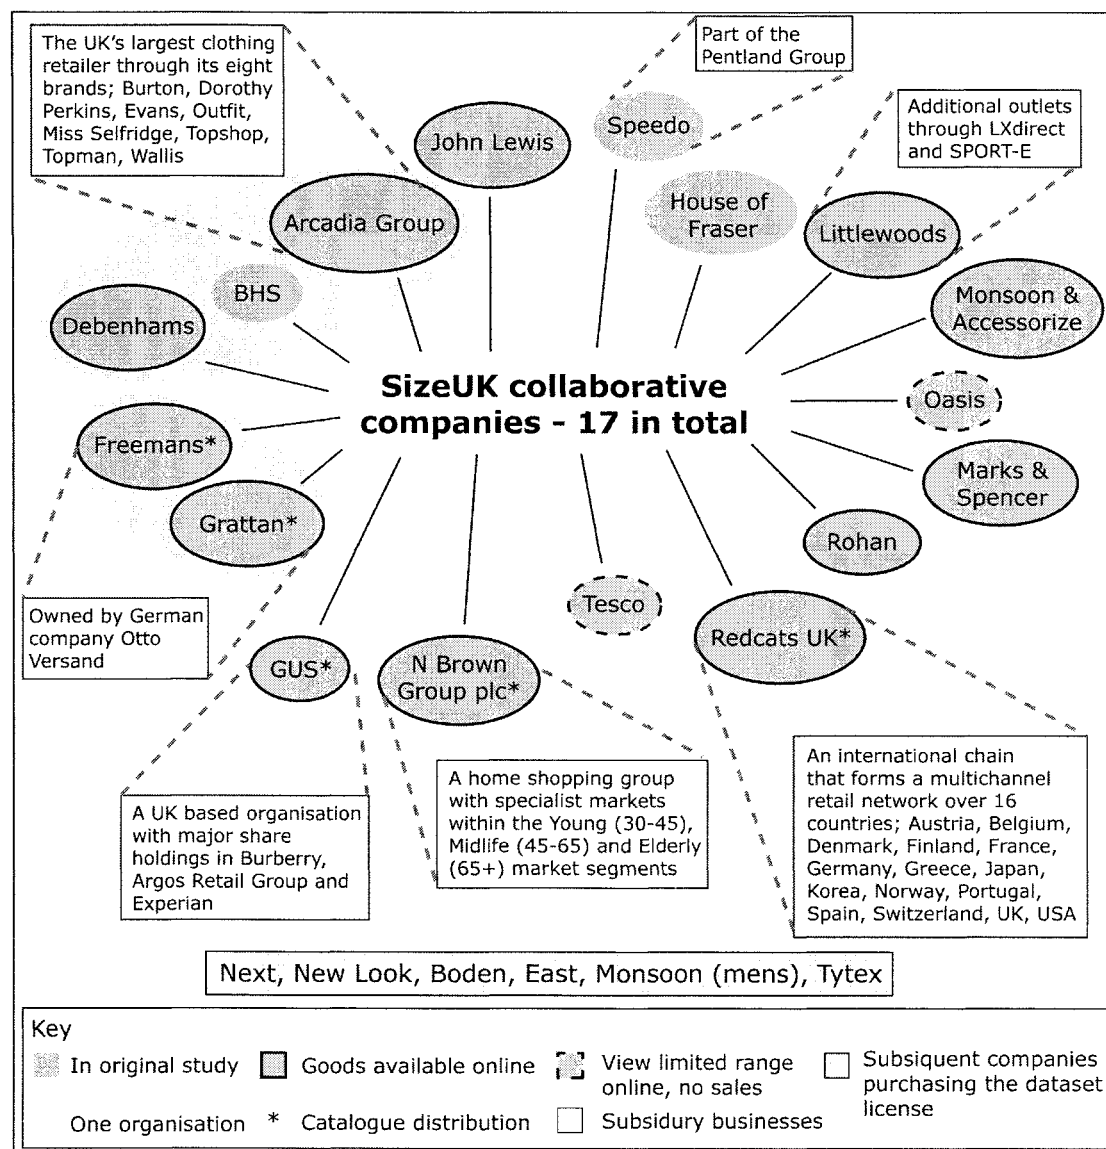 The UK's largest clothing
retailer through its eight
brands; Burton, Dorothy
Perkins, Evans, Outfit,
Miss Selfridge, Topshop,
Topman, Wallis
Part of the
Pentland Group
Additional outlets
through LXdirect
and SPORT-E
John Lewis
Speedo
Arcadia Group
House of
Fraser
Littlewoods
BHS
Debenhams
Monsoon &
Accessorize
SizeUK collaborative
companies - 17 in total
Oasis
Freemans*
Marks &
Spencer
Grattan*
Rohan
Tesco
Redcats UK*
Owned by German
company Otto
Versand
GUS*
N Brown
Group plc*
A UK based organisation
with major share
holdings in Burberry,
Argos Retail Group and
Experian
A home shopping group
with specialist markets
within the Young (30-45),
Midlife (45-65) and Elderly
(65+) market segments
An international chain
that forms a multichannel
retail network over 16
countries; Austria, Belgium,
Denmark, Finland, France,
Germany, Greece, Japan,
Korea, Norway, Portugal,
Spain, Switzerland, UK, USA
Next, New Look, Boden, East, Monsoon (mens), Tytex
Key
In original study
Goods available online
View limited range
online, no sales
Subsiquent companies
purchasing the dataset
license
One organisation
* Catalogue distribution
Subsidury businesses